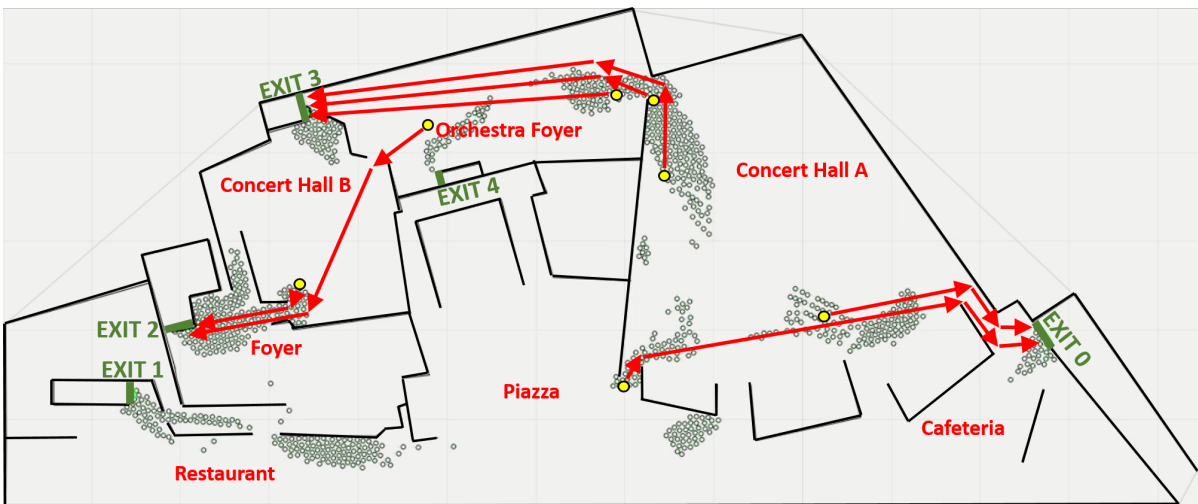 EXIT 3
Orchestra Foyer
Concert Hall A
Concert Hall B
EXIT 4
EXIT 2
Foyer
EXIT 0
EXIT 1
Piazza
Cafeteria
Restaurant